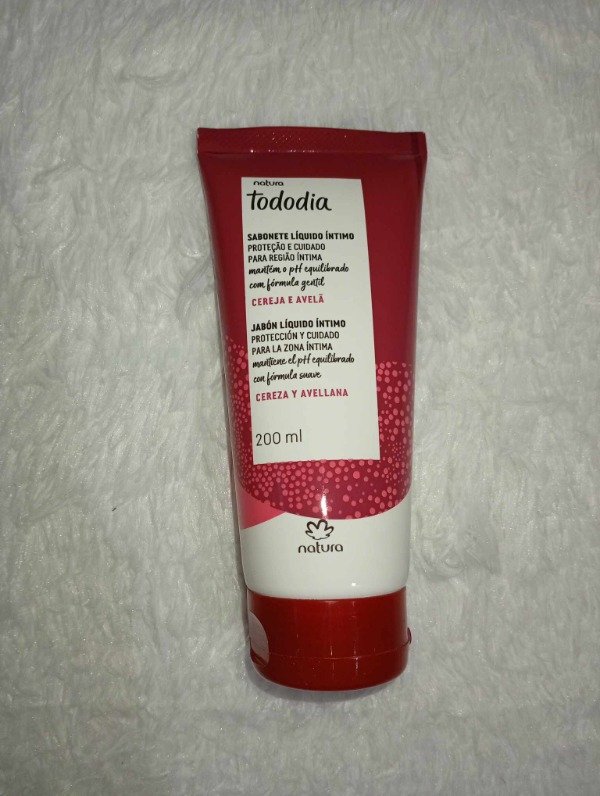 natura
tododia
SABONETE LÍQUIDO ÍNTIMO
PROTEÇÃO E CUIDADO
PARA REGIÃO ÍNTIMA
mantém o pH equilibrado
com fórmula gentil
CEREJA E AVELÃ
JABÓN LÍQUIDO ÍNTIMO
PROTECCIÓN Y CUIDADO
PARA LA ZONA ÍNTIMA
mantiene el pH equilibrado
con fórmula suave
CEREZA Y AVELLANA
200 ml
natura